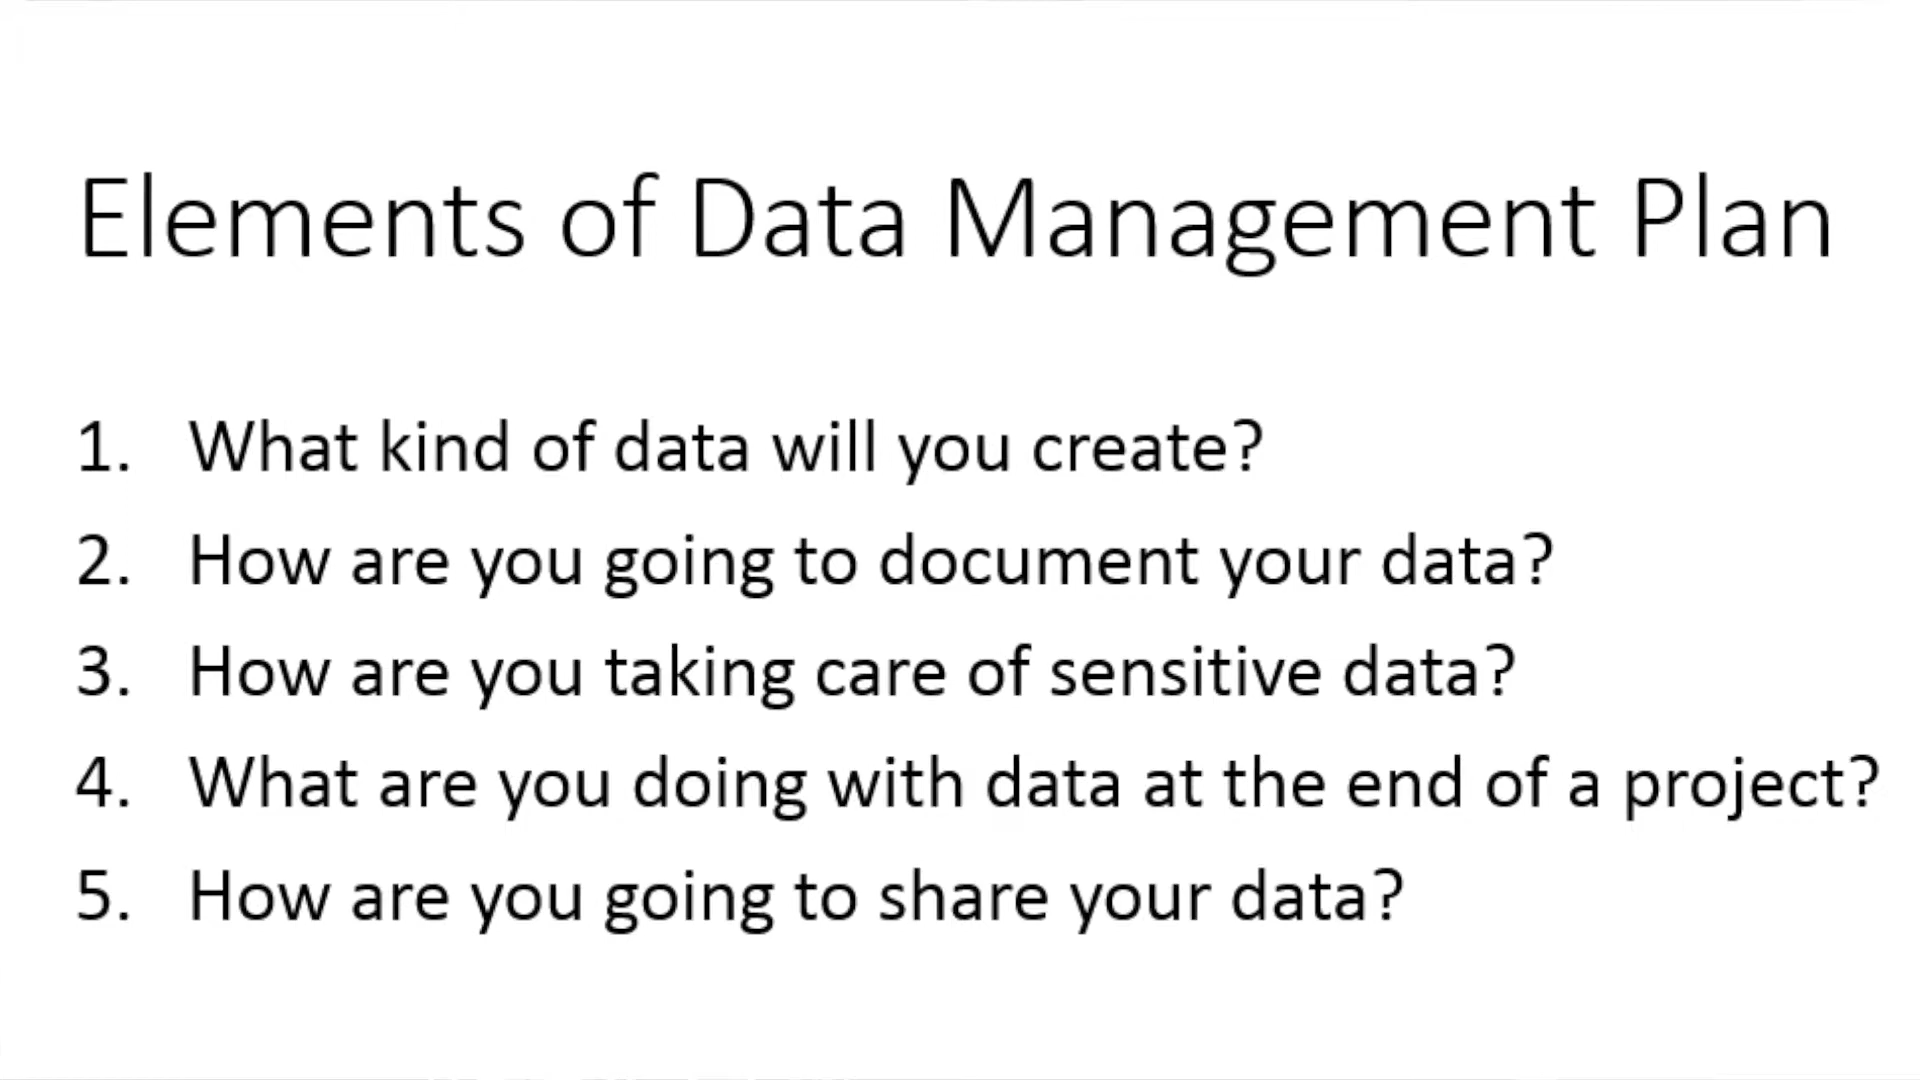 Elements of Data Management Plan
1. What kind of data will you create?
2. How are you going to document your data?
3. How are you taking care of sensitive data?
4. What are you doing with data at the end of a project?
5. How are you going to share your data?